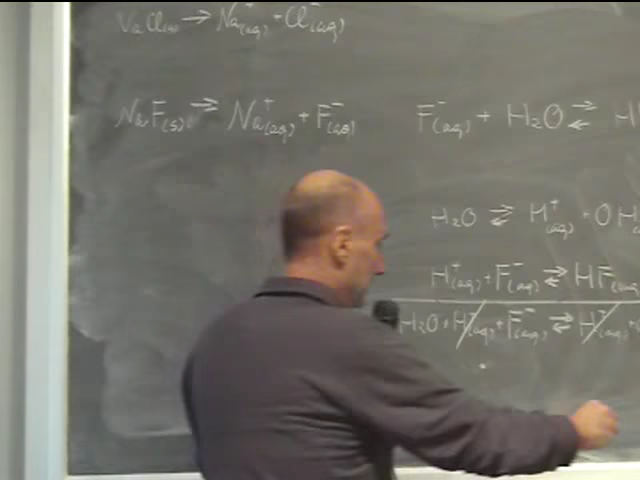 NaCl(s) → Na⁺(aq) + Cl⁻(aq)
NaF(s) ⇌ Na⁺(aq) + F⁻(aq)
F⁻(aq) + H₂O ⇌ H
H₂O ⇌ H⁺(aq) + OH
H⁺(aq) + F⁻(aq) ⇌ HF(aq)
H₂O + H⁺(aq) + F⁻(aq) ⇌ H⁺(aq) +